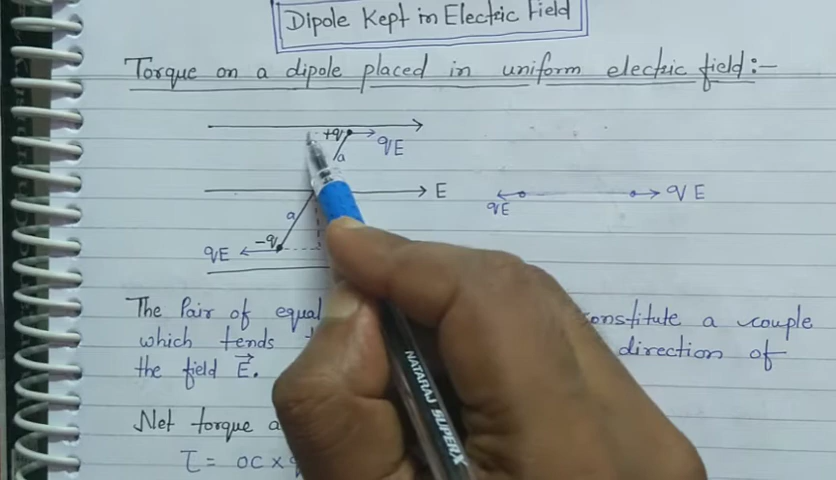 Dipole Kept in Electric Field
Torque on a dipole placed in uniform electric field :-
+q
qE
a
E
a
qE
qE
-q
qE
The Pair of equal constitute a couple
which tends direction of
the field E⃗.
Net torque a
τ = OC × q
NATARAJ SUPERX